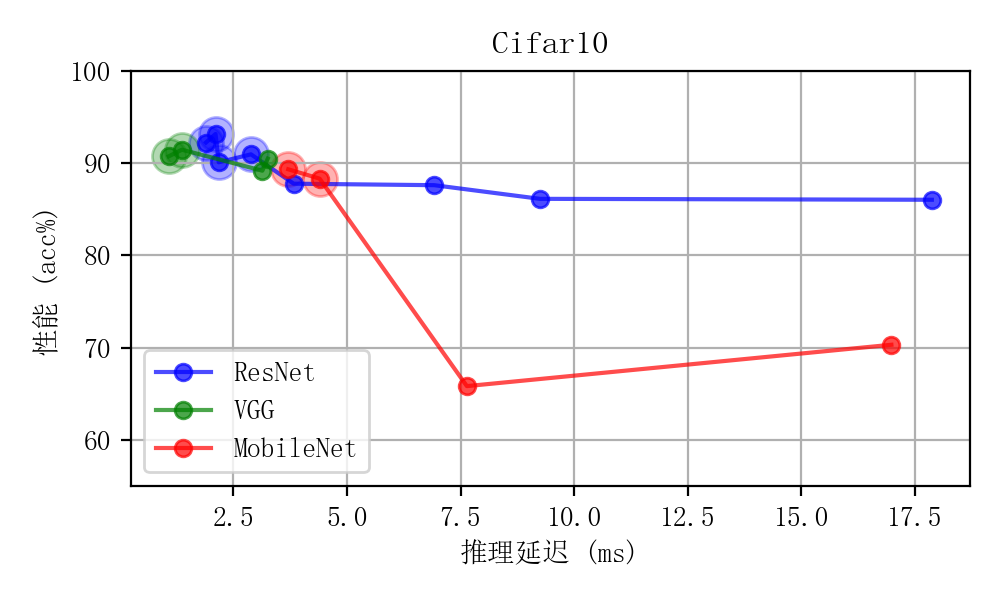 Cifar10
100
90
80
70
60
性能 (acc%)
ResNet
VGG
MobileNet
2.5 5.0 7.5 10.0 12.5 15.0 17.5
推理延迟 (ms)